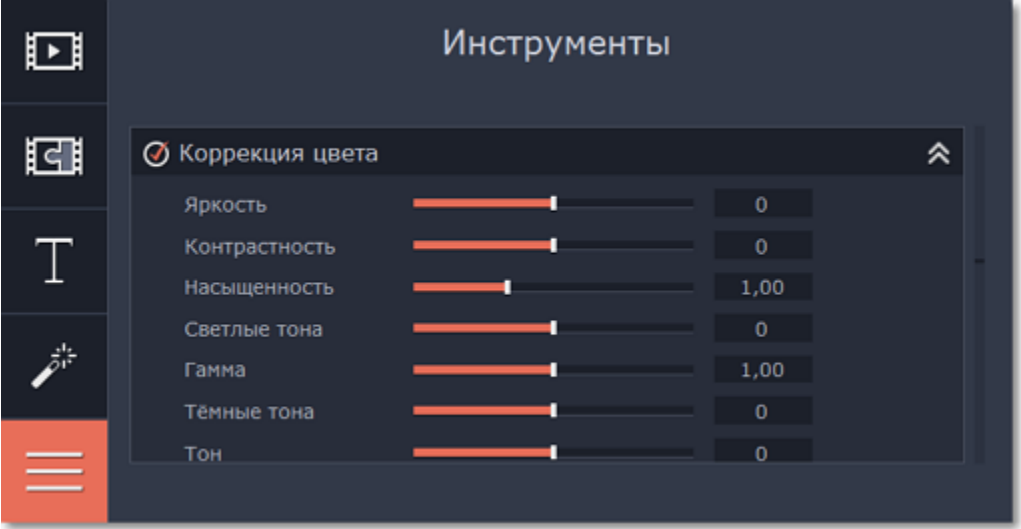 Инструменты
Коррекция цвета
Яркость 0
Контрастность 0
Насыщенность 1,00
Светлые тона 0
Гамма 1,00
Тёмные тона 0
Тон 0